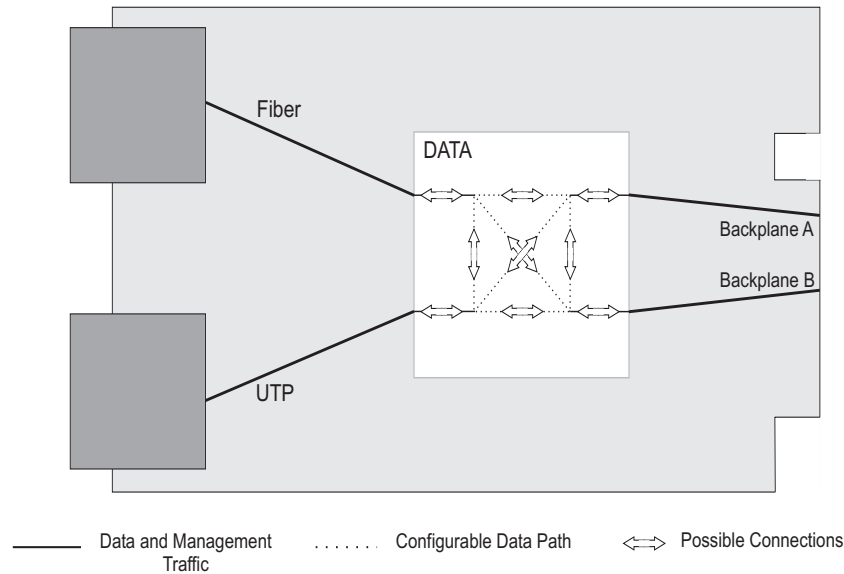 Fiber
DATA
Backplane A
Backplane B
UTP
Data and Management
Traffic
Configurable Data Path
Possible Connections